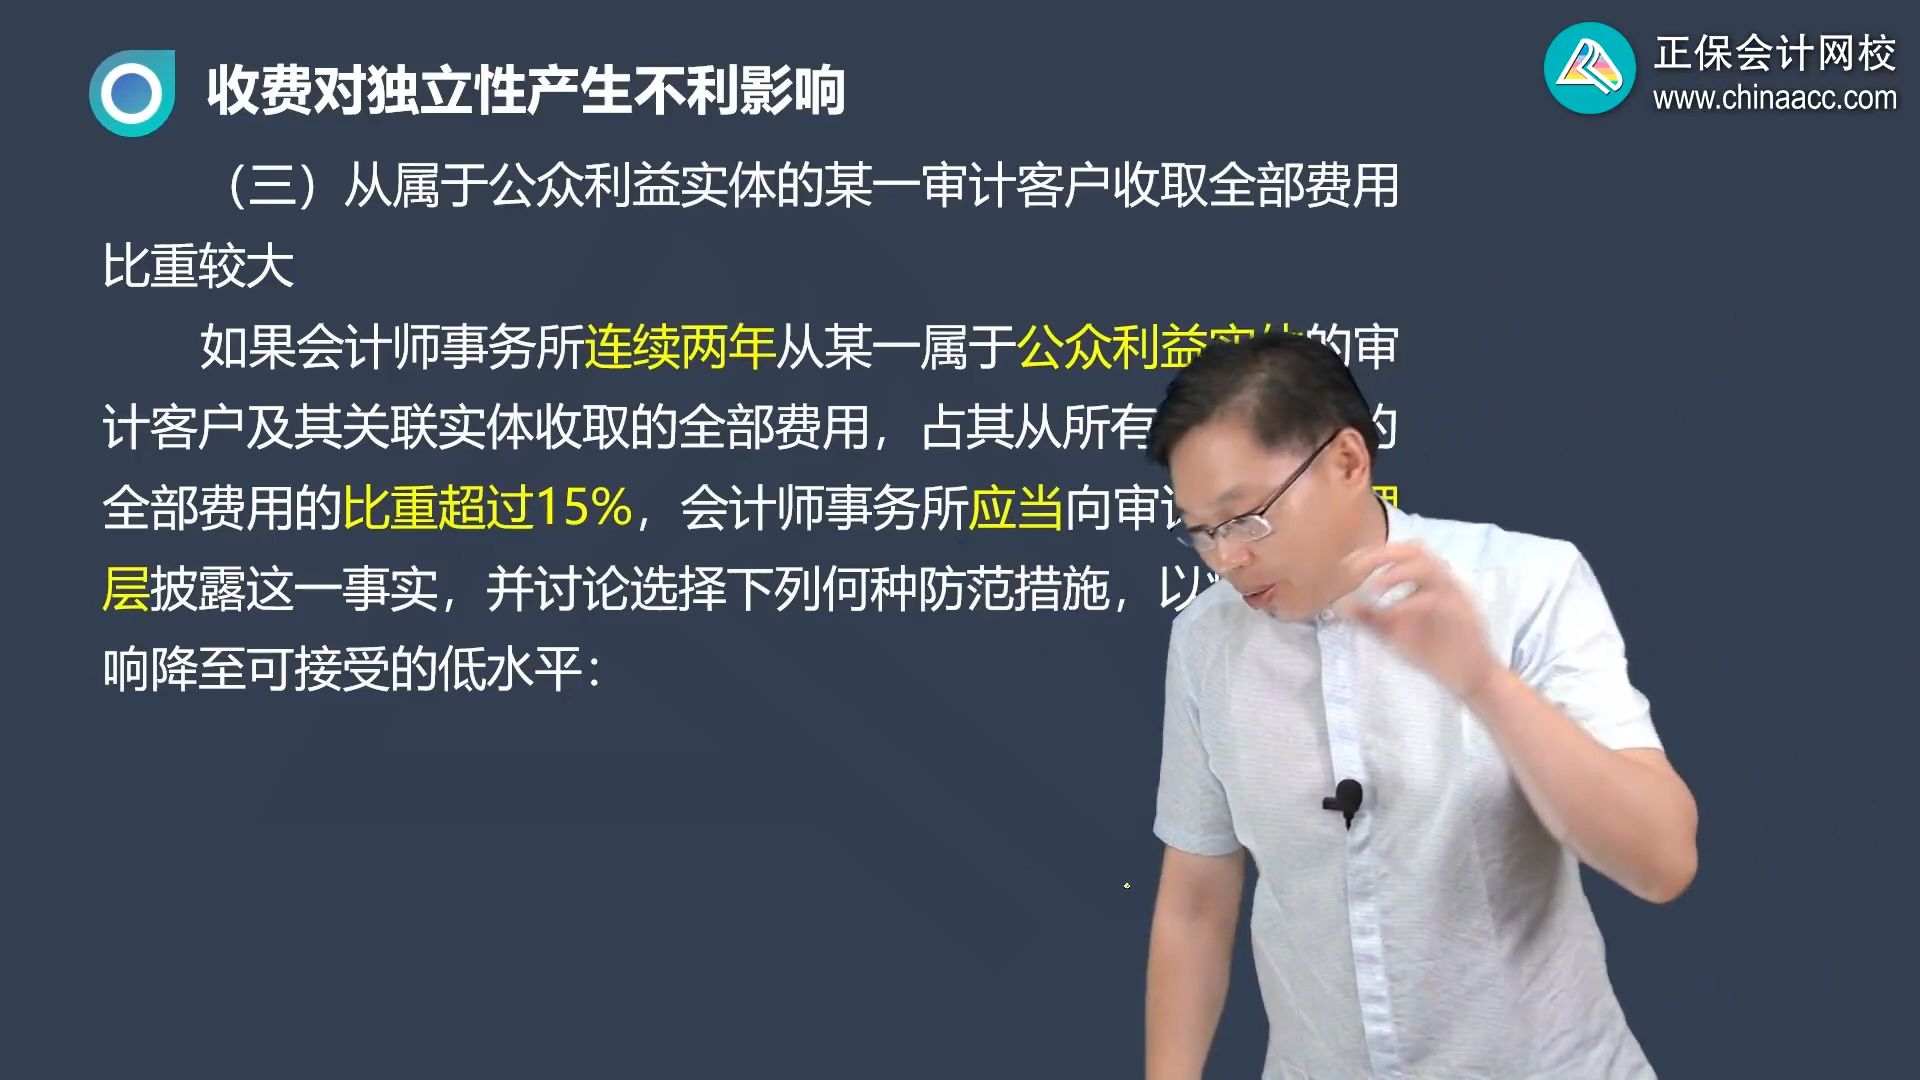 收费对独立性产生不利影响
正保会计网校
www.chinaacc.com
（三）从属于公众利益实体的某一审计客户收取全部费用
比重较大
如果会计师事务所连续两年从某一属于公众利益实体的审
计客户及其关联实体收取的全部费用，占其从所有的
全部费用的比重超过15%，会计师事务所应当向审计
层披露这一事实，并讨论选择下列何种防范措施，以
响降至可接受的低水平：